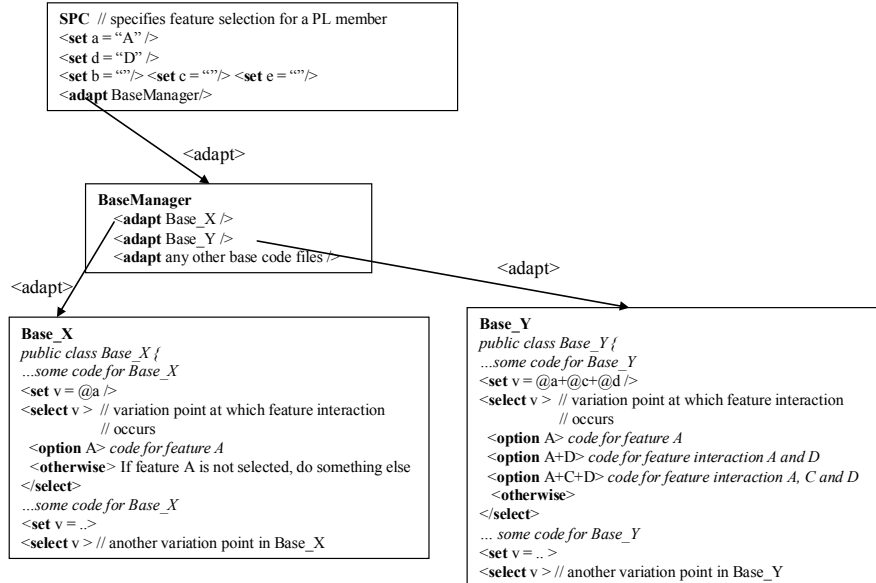 SPC // specifies feature selection for a PL member
<set a = “A” />
<set d = “D” />
<set b = “”/> <set c = “”/> <set e = “”/>
<adapt BaseManager/>
<adapt>
BaseManager
<adapt Base_X />
<adapt Base_Y />
<adapt any other base code files />
<adapt>
<adapt>
Base_X
public class Base_X {
...some code for Base_X
<set v = @a />
<select v > // variation point at which feature interaction
// occurs
<option A> code for feature A
<otherwise> If feature A is not selected, do something else
</select>
...some code for Base_X
<set v = ..>
<select v > // another variation point in Base_X
Base_Y
public class Base_Y {
...some code for Base_Y
<set v = @a+@c+@d />
<select v > // variation point at which feature interaction
// occurs
<option A> code for feature A
<option A+D> code for feature interaction A and D
<option A+C+D> code for feature interaction A, C and D
<otherwise>
</select>
... some code for Base_Y
<set v = .. >
<select v > // another variation point in Base_Y